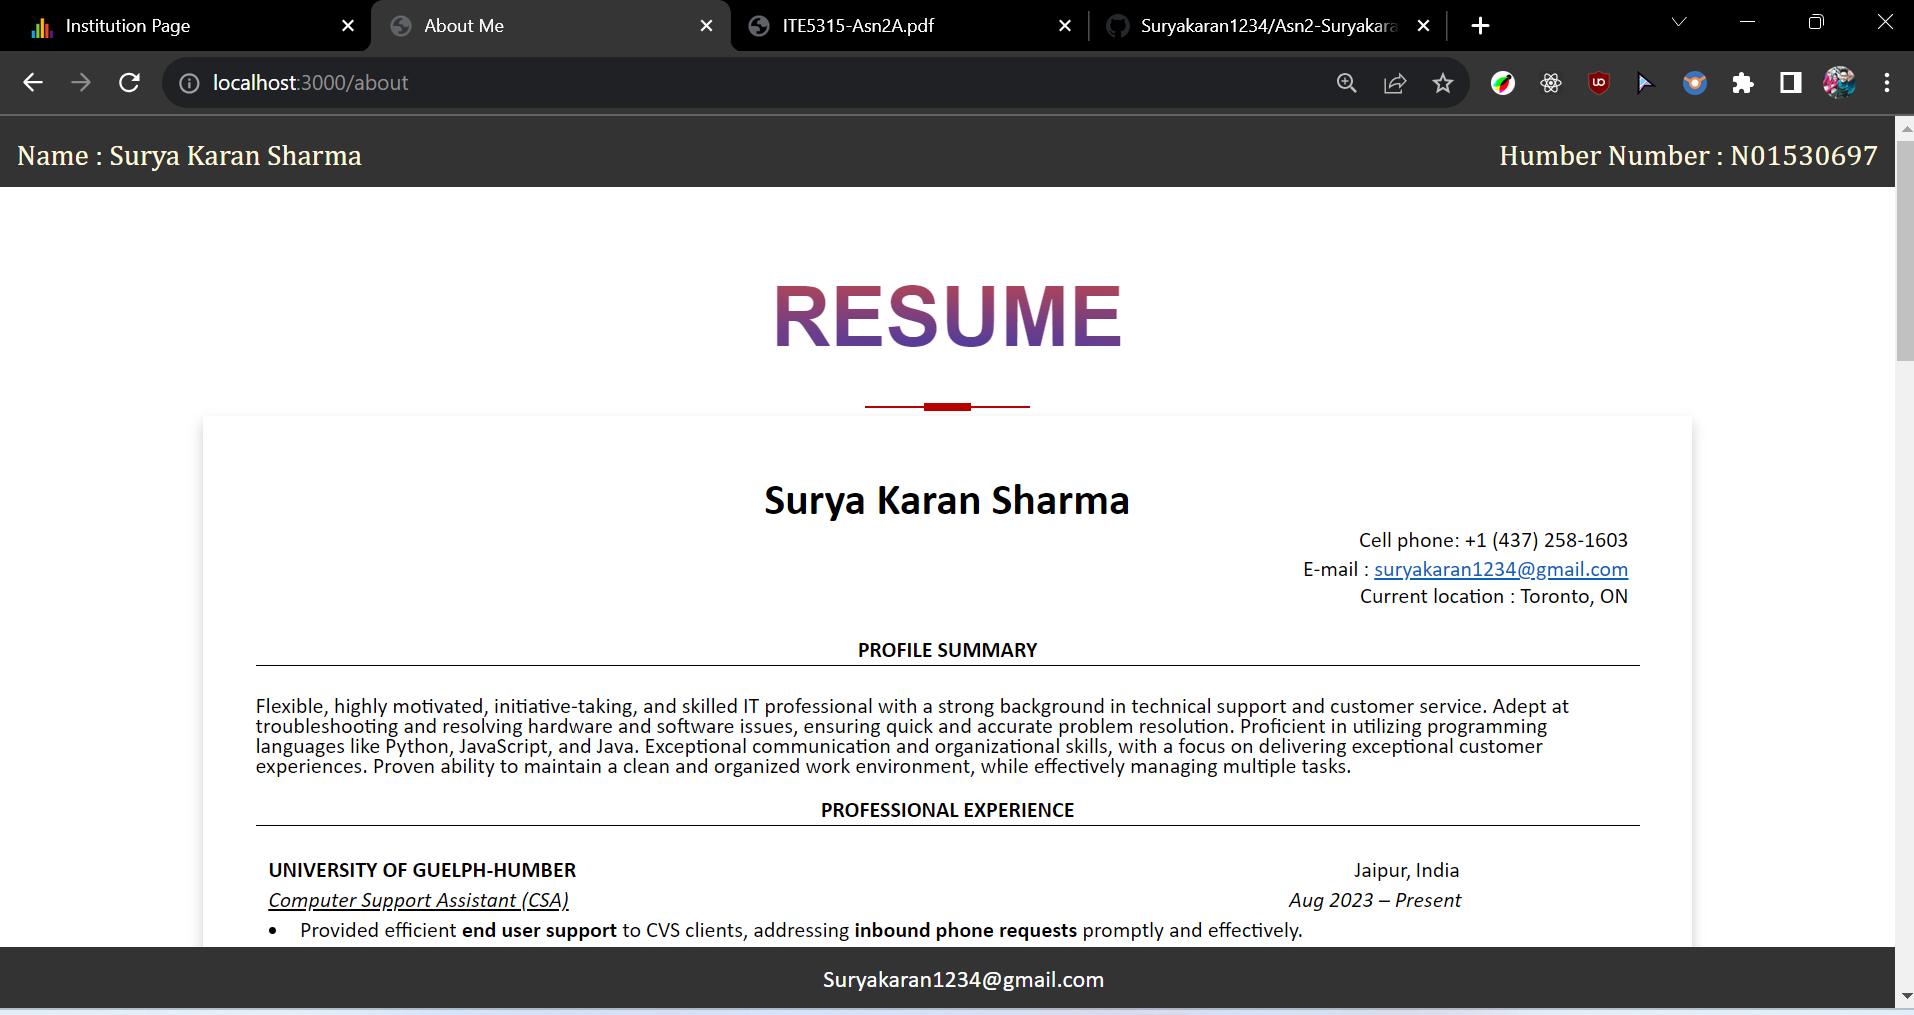 Institution Page
About Me
ITE5315-Asn2A.pdf
Suryakaran1234/Asn2-Suryakara
localhost:3000/about
Name : Surya Karan Sharma
Humber Number : N01530697
RESUME
Surya Karan Sharma
Cell phone: +1 (437) 258-1603
E-mail : suryakaran1234@gmail.com
Current location : Toronto, ON
PROFILE SUMMARY
Flexible, highly motivated, initiative-taking, and skilled IT professional with a strong background in technical support and customer service. Adept at
troubleshooting and resolving hardware and software issues, ensuring quick and accurate problem resolution. Proficient in utilizing programming
languages like Python, JavaScript, and Java. Exceptional communication and organizational skills, with a focus on delivering exceptional customer
experiences. Proven ability to maintain a clean and organized work environment, while effectively managing multiple tasks.
PROFESSIONAL EXPERIENCE
UNIVERSITY OF GUELPH-HUMBER Jaipur, India
Computer Support Assistant (CSA) Aug 2023 – Present
• Provided efficient end user support to CVS clients, addressing inbound phone requests promptly and effectively.
Suryakaran1234@gmail.com